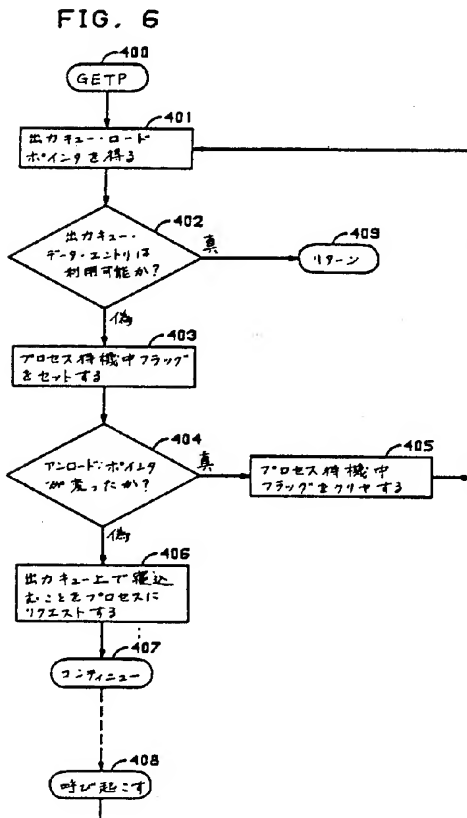 FIG. 6
400
GETP
401
出力キュー・ロード
ポインタを得る
402
出力キュー・
データ・エントリは
利用可能か?
真
409
リターン
偽
403
プロセス待機中フラッグ
をセットする
404
アンロード・ポインタ
が変ったか?
真
405
プロセス待機中
フラッグをクリヤする
偽
406
出力キュー上で寝込
むことをプロセスに
リクエストする
407
コンティニュー
408
呼び起こす